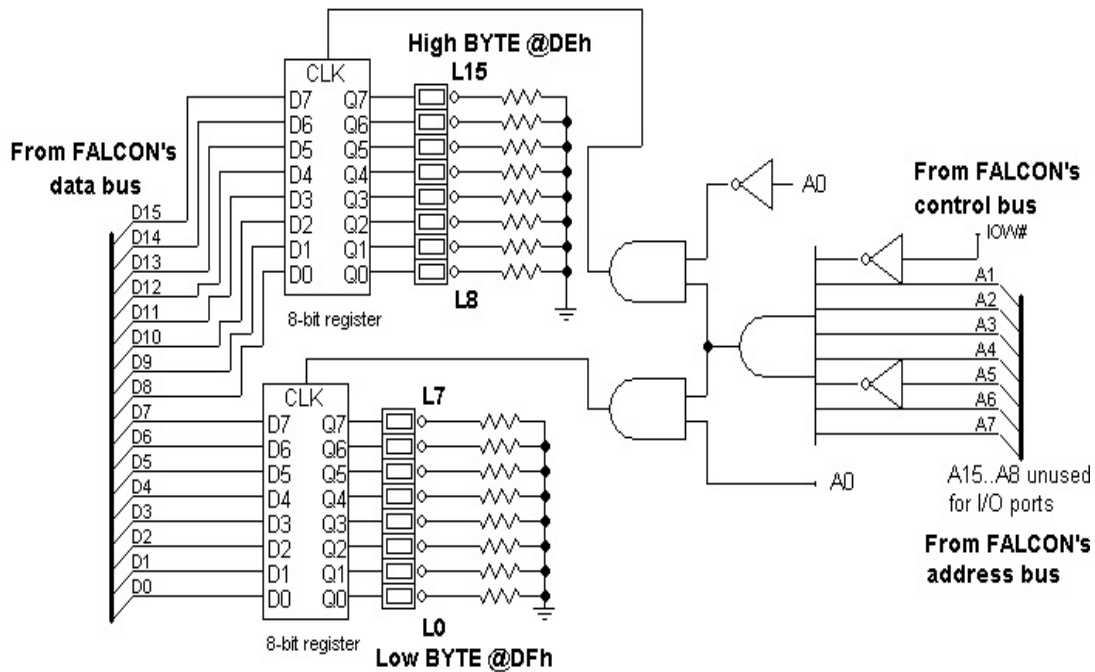 High BYTE @DEh
L15
CLK
D7 Q7
D6 Q6
D5 Q5
D4 Q4
D3 Q3
D2 Q2
D1 Q1
D0 Q0
L8
8-bit register
From FALCON's
data bus
D15
D14
D13
D12
D11
D10
D9
D8
D7
D6
D5
D4
D3
D2
D1
D0
CLK
D7 Q7
D6 Q6
D5 Q5
D4 Q4
D3 Q3
D2 Q2
D1 Q1
D0 Q0
8-bit register
L7
L0
Low BYTE @DFh
A0
From FALCON's
control bus
IOW#
A1
A2
A3
A4
A5
A6
A7
A0
A15..A8 unused
for I/O ports
From FALCON's
address bus